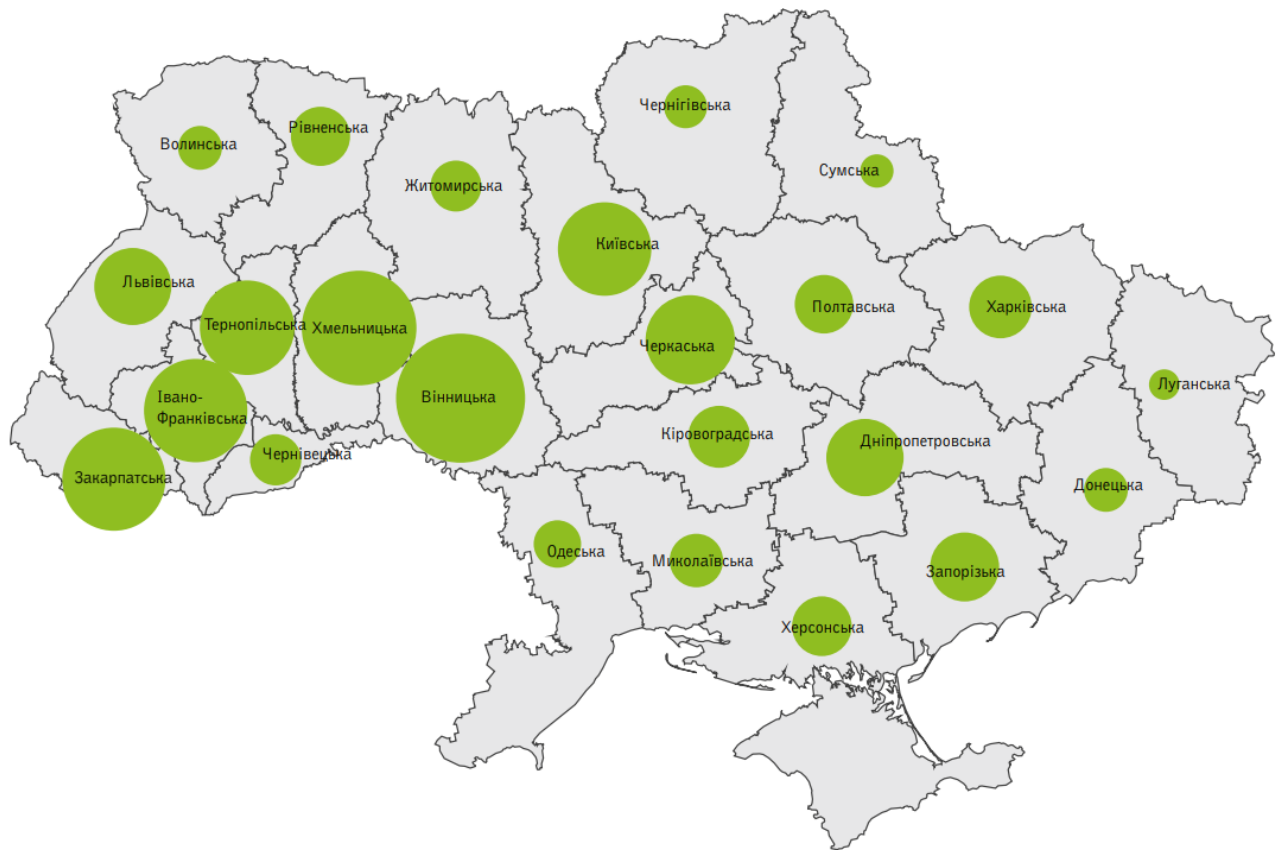 Чернігівська
Рівненська
Волинська
Сумська
Житомирська
Київська
Львівська
Полтавська
Харківська
Тернопільська
Хмельницька
Черкаська
Луганська
Вінницька
Івано-
Франківська
Кіровоградська
Дніпропетровська
Чернівецька
Закарпатська
Донецька
Одеська
Миколаївська
Запорізька
Херсонська